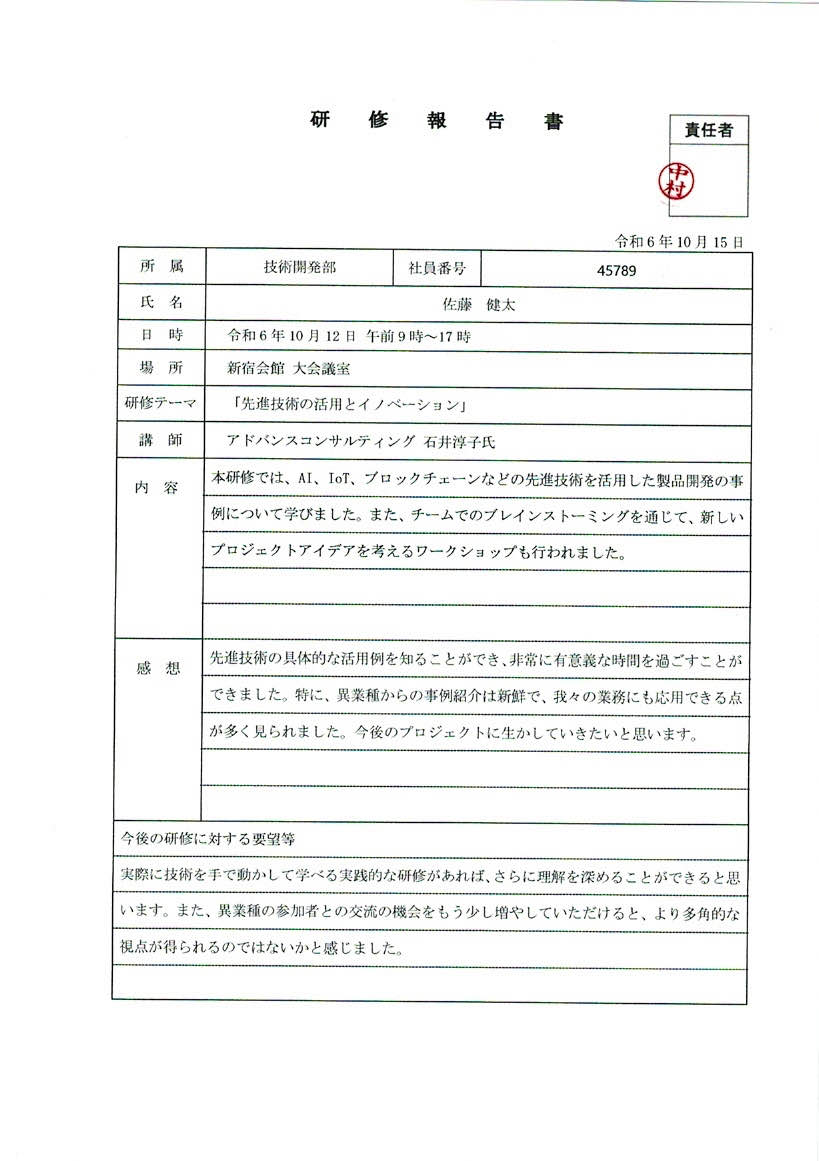 研修報告書
責任者
中村
令和6年10月15日
所属 技術開発部 社員番号 45789
氏名 佐藤 健太
日時 令和6年10月12日 午前9時～17時
場所 新宿会館 大会議室
研修テーマ 「先進技術の活用とイノベーション」
講師 アドバンスコンサルティング 石井淳子氏
内容 本研修では、AI、IoT、ブロックチェーンなどの先進技術を活用した製品開発の事
例について学びました。また、チームでのブレインストーミングを通じて、新しい
プロジェクトアイデアを考えるワークショップも行われました。
感想 先進技術の具体的な活用例を知ることができ、非常に有意義な時間を過ごすことが
できました。特に、異業種からの事例紹介は新鮮で、我々の業務にも応用できる点
が多く見られました。今後のプロジェクトに生かしていきたいと思います。
今後の研修に対する要望等
実際に技術を手で動かして学べる実践的な研修があれば、さらに理解を深めることができると思
います。また、異業種の参加者との交流の機会をもう少し増やしていただけると、より多角的な
視点が得られるのではないかと感じました。